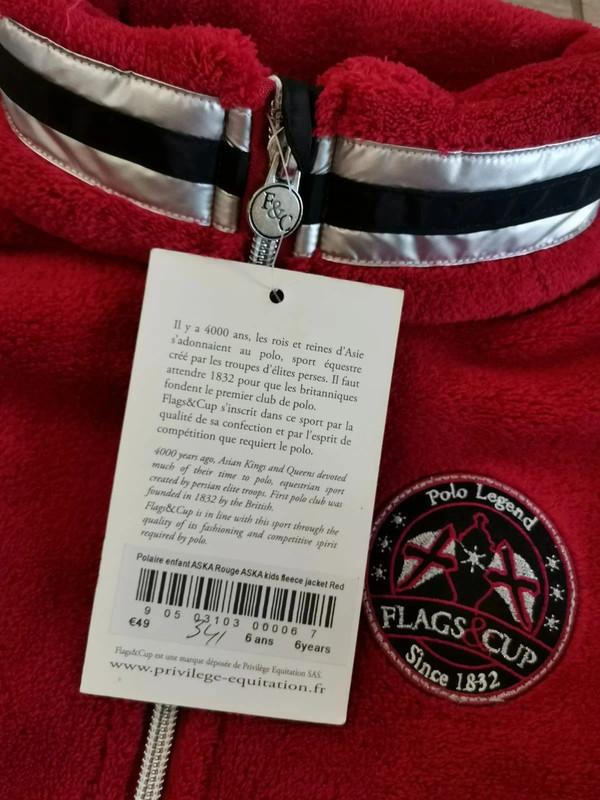 F&C
Il y a 4000 ans, les rois et reines d'Asie
s'adonnaient au polo, sport équestre
créé par les troupes d'élites perses. Il faut
attendre 1832 pour que les britanniques
fondent le premier club de polo.
Flags&Cup s'inscrit dans ce sport par la
qualité de sa confection et par l'esprit de
compétition que requiert le polo.
4000 years ago, Asian Kings and Queens devoted
much of their time to polo, equestrian sport
created by persian elite troops. First polo club was
founded in 1832 by the British.
Flags&Cup is in line with this sport through the
quality of its fashioning and competitive spirit
required by polo.
Polaire enfant ASKA Rouge ASKA kids fleece jacket Red
9 05 03103 00006 7
€49
341
6 ans 6years
Flags&Cup est une marque déposée de Privilège Equitation SAS.
www.privilege-equitation.fr
Polo Legend
FLAGS&CUP
Since 1832